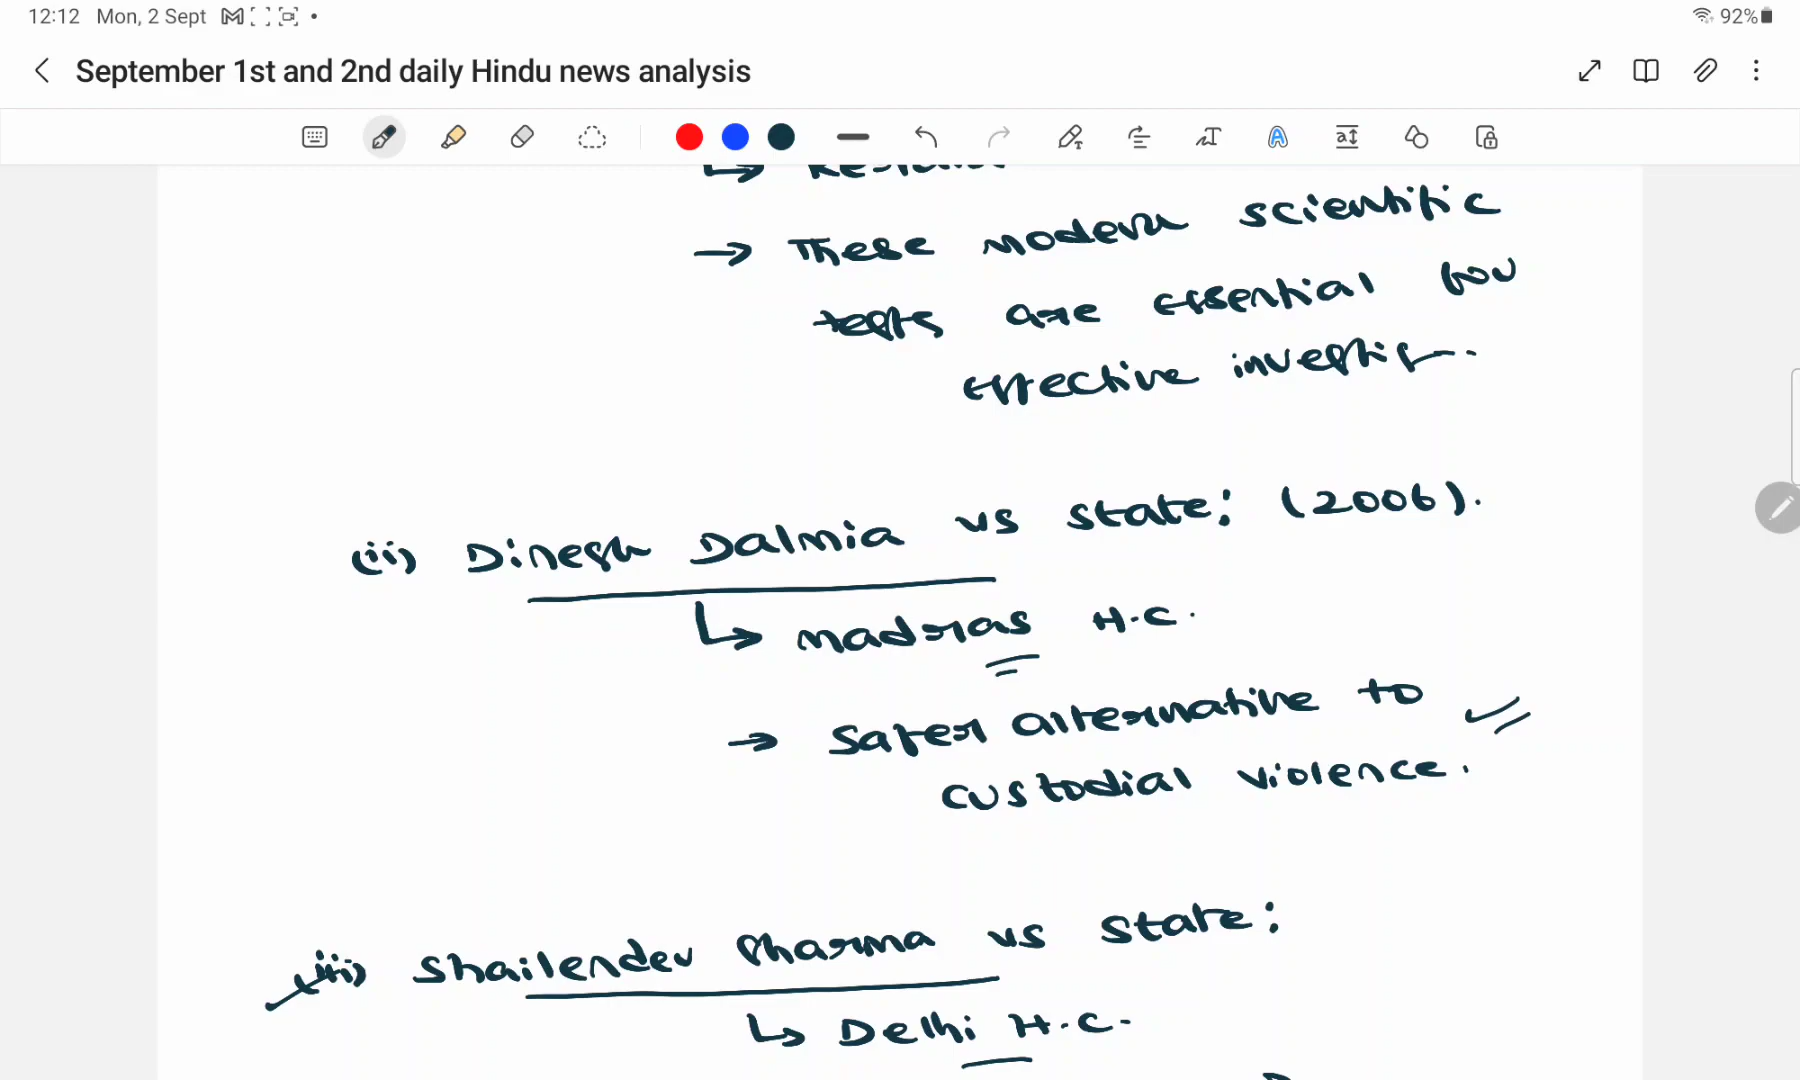 12:12 Mon, 2 Sept 92%
September 1st and 2nd daily Hindu news analysis
→ These modern scientific
tests are essential for
effective investig--.
(ii) Dinesh Dalmia vs state: (2006).
↳ madras H.C.
→ safer alternative to
custodial violence.
(iii) Shailender Pharma vs state:
↳ Delhi H.C.